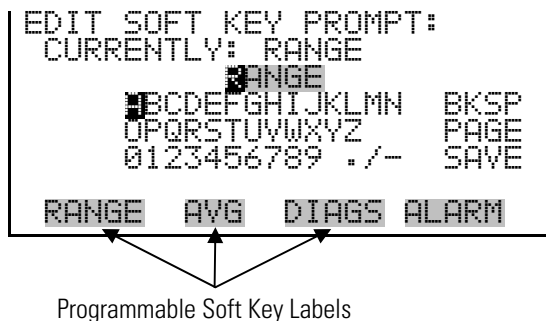 EDIT SOFT KEY PROMPT:
CURRENTLY: RANGE
RANGE
ABCDEFGHIJKLMN BKSP
OPQRSTUVWXYZ PAGE
0123456789 ./- SAVE
RANGE AVG DIAGS ALARM
Programmable Soft Key Labels